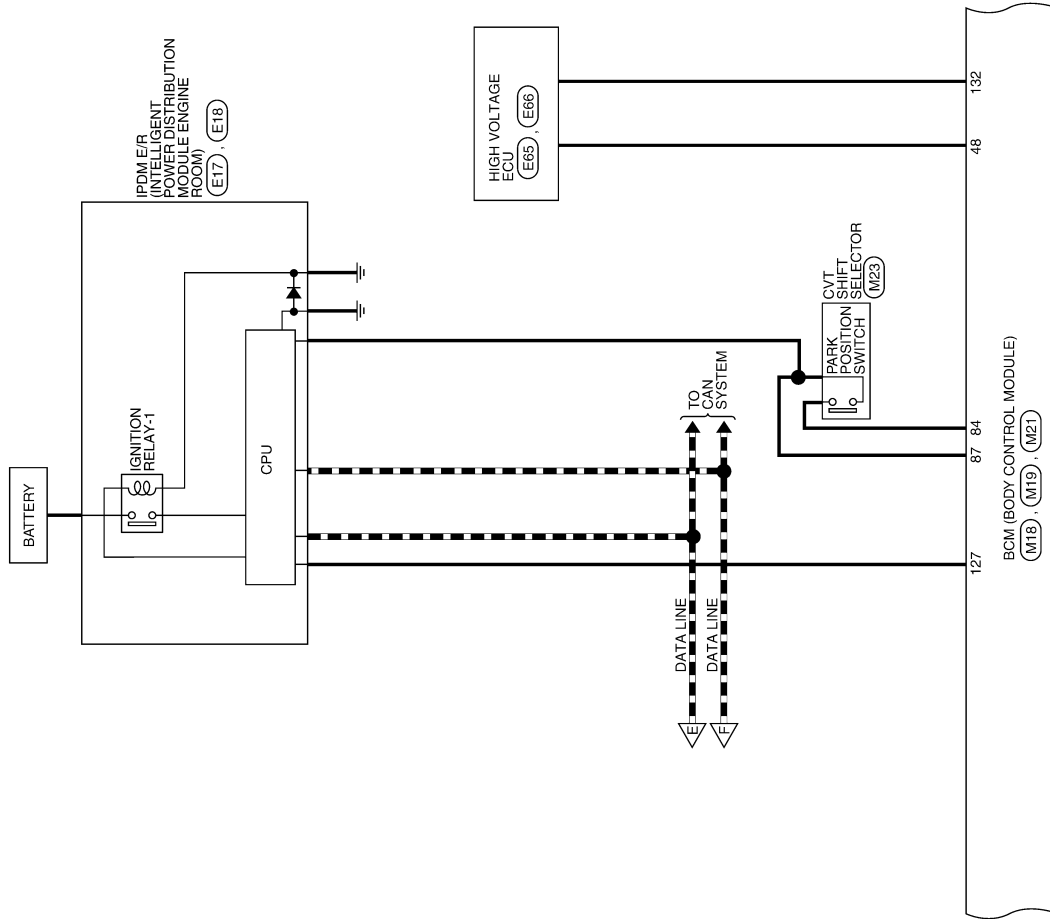 BATTERY
IPDM E/R
(INTELLIGENT
POWER DISTRIBUTION
MODULE ENGINE
ROOM)
E17 , E18
IGNITION
RELAY-1
CPU
HIGH VOLTAGE
ECU
E65 , E66
DATA LINE
DATA LINE
E
F
TO
CAN
SYSTEM
CVT
SHIFT
SELECTOR
M23
PARK
POSITION
SWITCH
127
87
84
48
132
BCM (BODY CONTROL MODULE)
M18 , M19 , M21